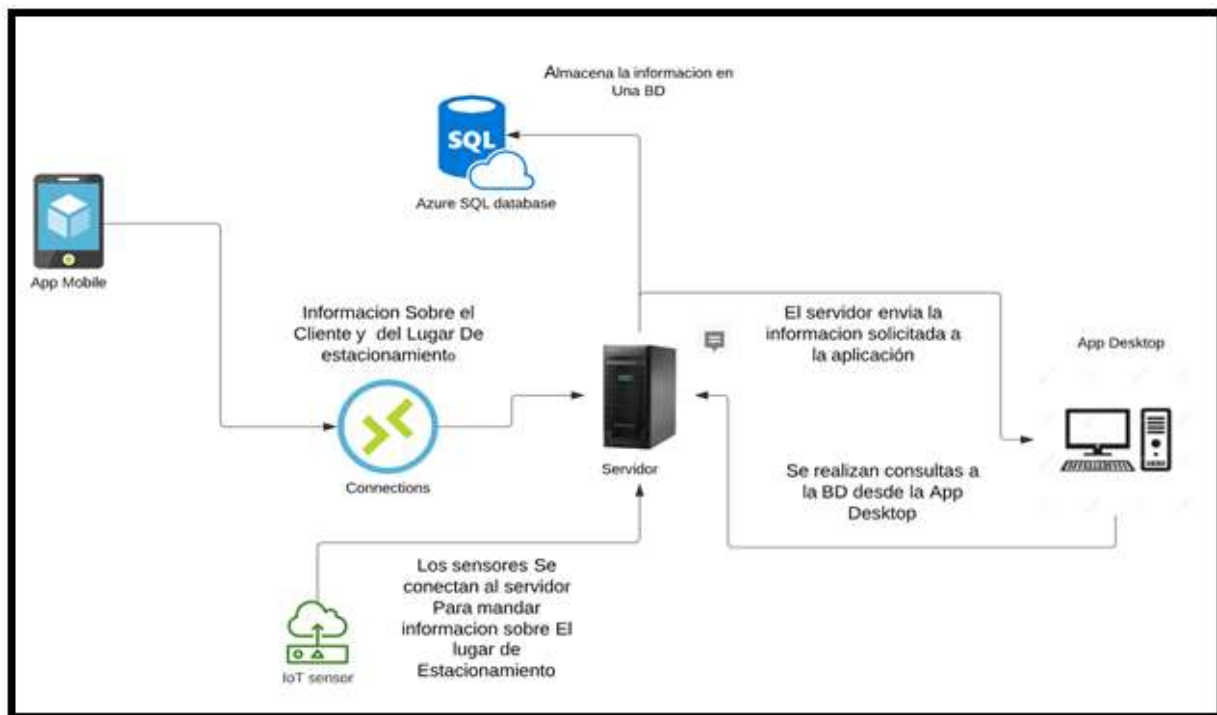 Almacena la informacion en
Una BD
SQL
Azure SQL database
App Mobile
Informacion Sobre el
Cliente y del Lugar De
estacionamiento
El servidor envia la
informacion solicitada a
la aplicación
App Desktop
Connections
Servidor
Se realizan consultas a
la BD desde la App
Desktop
Los sensores Se
conectan al servidor
Para mandar
informacion sobre El
lugar de
Estacionamiento
IoT sensor